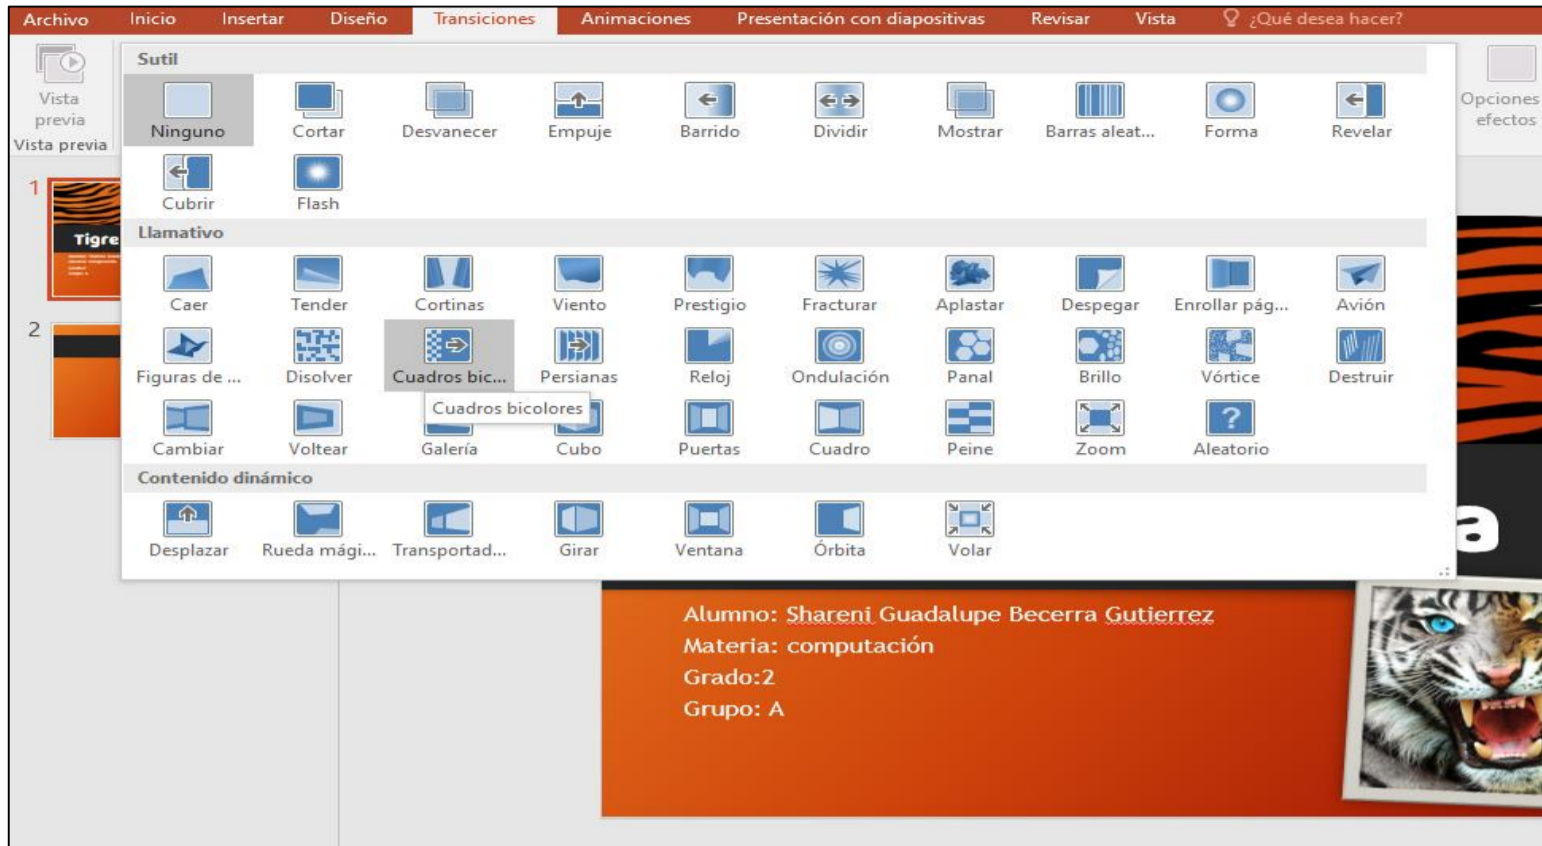 Archivo Inicio Insertar Diseño Transiciones Animaciones Presentación con diapositivas Revisar Vista ¿Qué desea hacer?
Vista
previa
Vista previa
Opciones
efectos
Sutil
Ninguno Cortar Desvanecer Empuje Barrido Dividir Mostrar Barras aleat... Forma Revelar
Cubrir Flash
Llamativo
Caer Tender Cortinas Viento Prestigio Fracturar Aplastar Despegar Enrollar pág... Avión
Figuras de ... Disolver Cuadros bic... Persianas Reloj Ondulación Panal Brillo Vórtice Destruir
Cuadros bicolores
Cambiar Voltear Galería Cubo Puertas Cuadro Peine Zoom Aleatorio
Contenido dinámico
Desplazar Rueda mági... Transportad... Girar Ventana Órbita Volar
1
Tigre
2
a
Alumno: Shareni Guadalupe Becerra Gutierrez
Materia: computación
Grado:2
Grupo: A